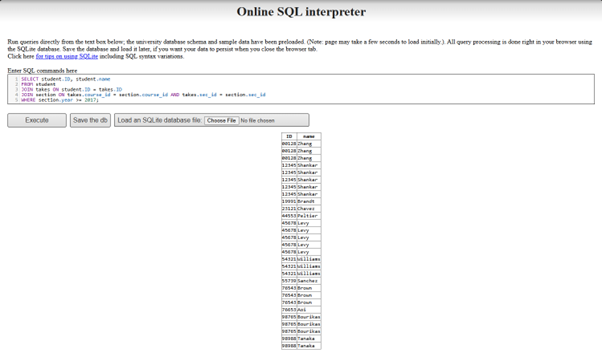 Online SQL interpreter
Run queries directly from the text box below; the university database schema and sample data have been preloaded. (Note: page may take a few seconds to load initially.). All query processing is done right in your browser using
the SQLite database. Save the database and load it later, if you want your data to persist when you close the browser tab.
Click here for tips on using SQLite including SQL syntax variations.
Enter SQL commands here
1 SELECT student.ID, student.name
2 FROM student
3 JOIN takes ON student.ID = takes.ID
4 JOIN section ON takes.course_id = section.course_id AND takes.sec_id = section.sec_id
5 WHERE section.year >= 2017;
Execute Save the db Load an SQLite database file: Choose File No file chosen
ID name
00128 Zhang
00128 Zhang
00128 Zhang
12345 Shankar
12345 Shankar
12345 Shankar
12345 Shankar
12345 Shankar
19991 Brandt
23121 Chavez
44553 Peltier
45678 Levy
45678 Levy
45678 Levy
45678 Levy
45678 Levy
54321 Williams
54321 Williams
54321 Williams
55739 Sanchez
76543 Brown
76543 Brown
76543 Brown
76653 Aoi
98765 Bourikas
98765 Bourikas
98765 Bourikas
98988 Tanaka
98988 Tanaka